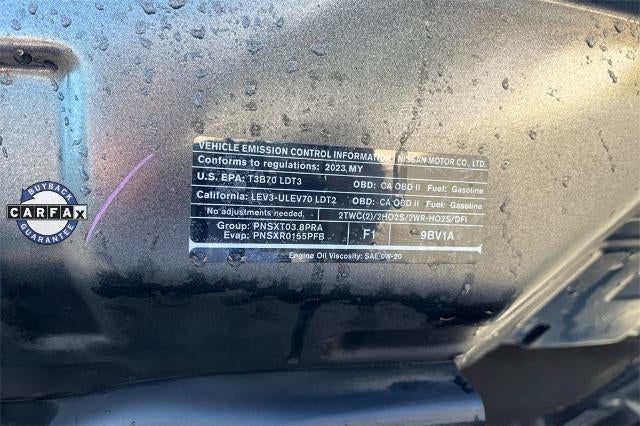 VEHICLE EMISSION CONTROL INFORMATION NISSAN MOTOR CO., LTD.
Conforms to regulations: 2023 MY
U.S. EPA: T3B70 LDT3 OBD: CA OBD II Fuel: Gasoline
California: LEV3-ULEV70 LDT2 OBD: CA OBD II Fuel: Gasoline
No adjustments needed. 2TWC(2)/2HO2S/2WR-HO2S/DFI
Group: PNSXT03.8PRA
Evap: PNSXR0155PFB F1 9BV1A
Engine Oil Viscosity: SAE 0W-20
BUYBACK
CARFAX
GUARANTEE